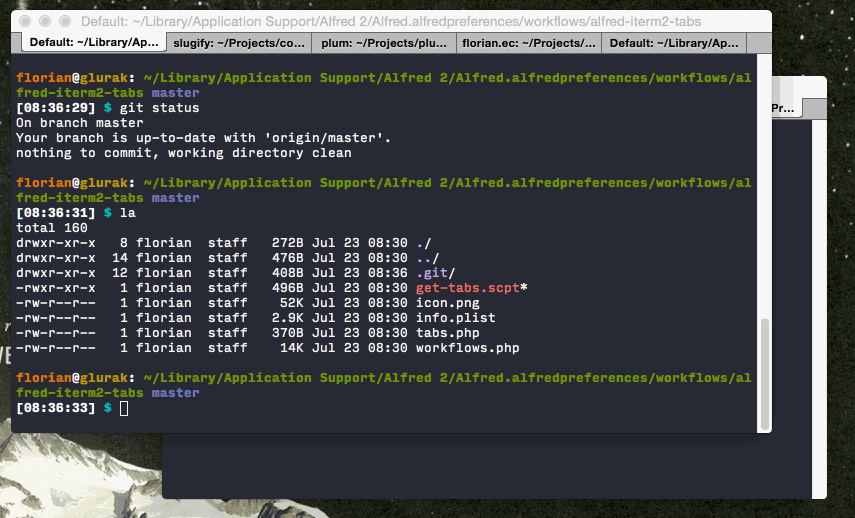 Default: ~/Library/Application Support/Alfred 2/Alfred.alfredpreferences/workflows/alfred-iterm2-tabs
Default: ~/Library/Ap... slugify: ~/Projects/co... plum: ~/Projects/plu... florian.ec: ~/Projects/... Default: ~/Library/Ap...
florian@glurak: ~/Library/Application Support/Alfred 2/Alfred.alfredpreferences/workflows/al
fred-iterm2-tabs master
[08:36:29] $ git status
On branch master
Your branch is up-to-date with 'origin/master'.
nothing to commit, working directory clean
florian@glurak: ~/Library/Application Support/Alfred 2/Alfred.alfredpreferences/workflows/al
fred-iterm2-tabs master
[08:36:31] $ la
total 160
drwxr-xr-x 8 florian staff 272B Jul 23 08:30 ./
drwxr-xr-x 14 florian staff 476B Jul 23 08:30 ../
drwxr-xr-x 12 florian staff 408B Jul 23 08:36 .git/
-rwxr-xr-x 1 florian staff 496B Jul 23 08:30 get-tabs.scpt*
-rw-r--r-- 1 florian staff 52K Jul 23 08:30 icon.png
-rw-r--r-- 1 florian staff 2.9K Jul 23 08:30 info.plist
-rw-r--r-- 1 florian staff 370B Jul 23 08:30 tabs.php
-rw-r--r-- 1 florian staff 14K Jul 23 08:30 workflows.php
florian@glurak: ~/Library/Application Support/Alfred 2/Alfred.alfredpreferences/workflows/al
fred-iterm2-tabs master
[08:36:33] $
Pr...